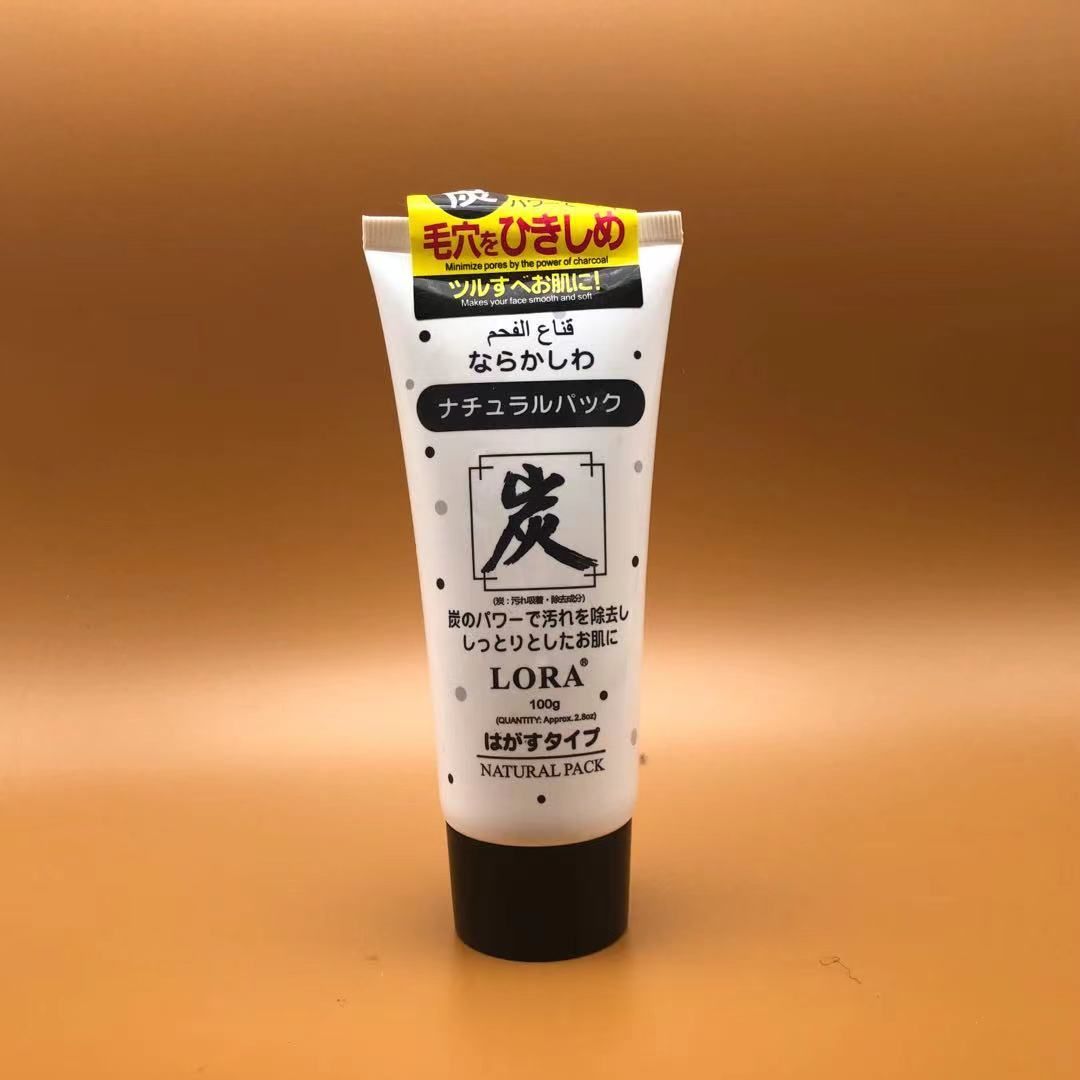 炭
パワーで
毛穴をひきしめ
Minimize pores by the power of charcoal
ツルすべお肌に!
Makes your face smooth and soft
قناع الفحم
ならかしわ
ナチュラルパック
炭
(炭:汚れ吸着・除去成分)
炭のパワーで汚れを除去し
しっとりとしたお肌に
LORA®
100g
(QUANTITY: Approx. 2.8oz)
はがすタイプ
NATURAL PACK